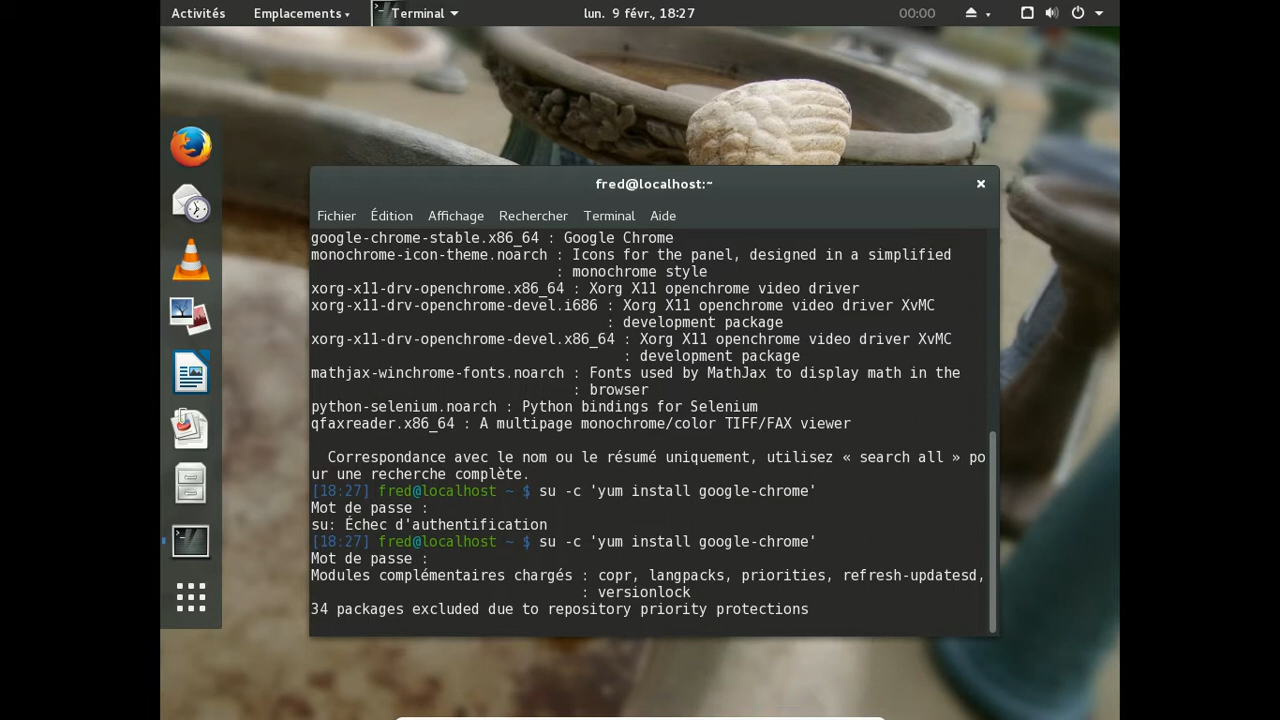 Activités Emplacements Terminal lun. 9 févr., 18:27 00:00
fred@localhost:~
Fichier Édition Affichage Rechercher Terminal Aide
google-chrome-stable.x86_64 : Google Chrome
monochrome-icon-theme.noarch : Icons for the panel, designed in a simplified
: monochrome style
xorg-x11-drv-openchrome.x86_64 : Xorg X11 openchrome video driver
xorg-x11-drv-openchrome-devel.i686 : Xorg X11 openchrome video driver XvMC
: development package
xorg-x11-drv-openchrome-devel.x86_64 : Xorg X11 openchrome video driver XvMC
: development package
mathjax-winchrome-fonts.noarch : Fonts used by MathJax to display math in the
: browser
python-selenium.noarch : Python bindings for Selenium
qfaxreader.x86_64 : A multipage monochrome/color TIFF/FAX viewer
Correspondance avec le nom ou le résumé uniquement, utilisez « search all » po
ur une recherche complète.
[18:27] fred@localhost ~ $ su -c 'yum install google-chrome'
Mot de passe :
su: Échec d'authentification
[18:27] fred@localhost ~ $ su -c 'yum install google-chrome'
Mot de passe :
Modules complémentaires chargés : copr, langpacks, priorities, refresh-updatesd,
: versionlock
34 packages excluded due to repository priority protections